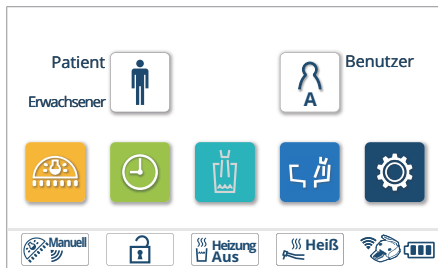 Patient
Benutzer
Erwachsener
A
Manuell
Heizung
Aus
Heiß